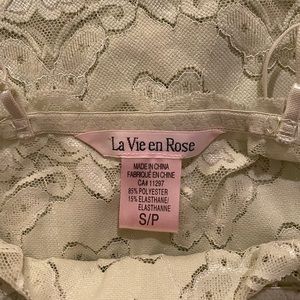 La Vie en Rose
MADE IN CHINA
FABRIQUÉ EN CHINE
CA# 11297
85% POLYESTER
15% ELASTHANE/
ELASTHANNE
S/P